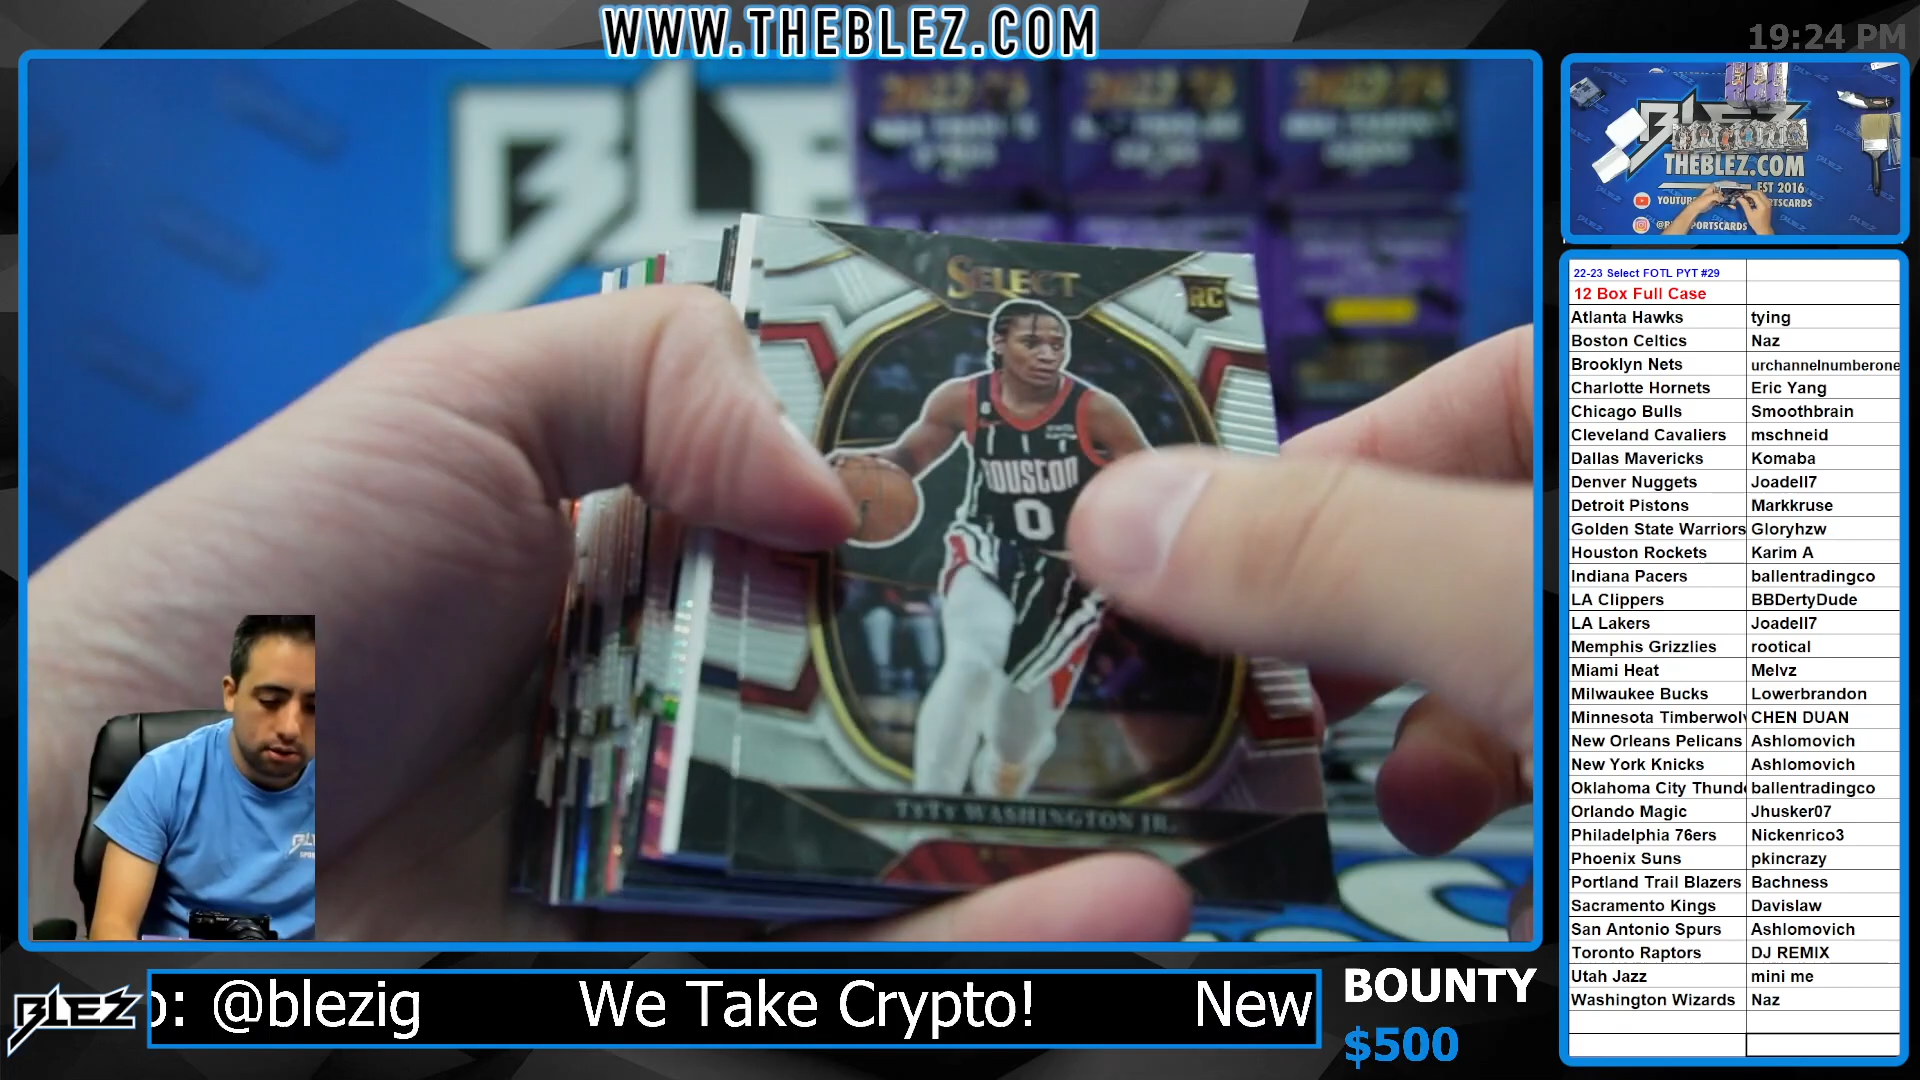 WWW.THEBLEZ.COM
19:24 PM
BLEZ
SELECT
RC
HOUSTON
0
TYTY WASHINGTON JR.
BLEZ
THEBLEZ.COM
EST 2016
22-23 Select FOTL PYT #29
12 Box Full Case
Atlanta Hawks tying
Boston Celtics Naz
Brooklyn Nets urchannelnumberone
Charlotte Hornets Eric Yang
Chicago Bulls Smoothbrain
Cleveland Cavaliers mschneid
Dallas Mavericks Komaba
Denver Nuggets Joadell7
Detroit Pistons Markkruse
Golden State Warriors Gloryhzw
Houston Rockets Karim A
Indiana Pacers ballentradingco
LA Clippers BBDertyDude
LA Lakers Joadell7
Memphis Grizzlies rootical
Miami Heat Melvz
Milwaukee Bucks Lowerbrandon
Minnesota Timberwol CHEN DUAN
New Orleans Pelicans Ashlomovich
New York Knicks Ashlomovich
Oklahoma City Thund ballentradingco
Orlando Magic Jhusker07
Philadelphia 76ers Nickenrico3
Phoenix Suns pkincrazy
Portland Trail Blazers Bachness
Sacramento Kings Davislaw
San Antonio Spurs Ashlomovich
Toronto Raptors DJ REMIX
Utah Jazz mini me
Washington Wizards Naz
BLEZ
: @blezig We Take Crypto! New
BOUNTY
$500